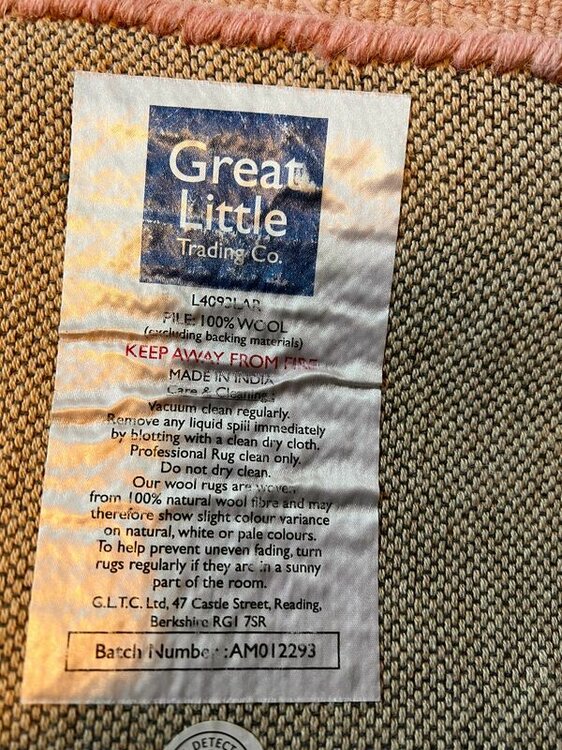 Great
Little
Trading Co.
L4093LAR
PILE: 100% WOOL
(excluding backing materials)
KEEP AWAY FROM FIRE
MADE IN INDIA
Care & Cleaning:
Vacuum clean regularly.
Remove any liquid spill immediately
by blotting with a clean dry cloth.
Professional Rug clean only.
Do not dry clean.
Our wool rugs are woven
from 100% natural wool fibre and may
therefore show slight colour variance
on natural, white or pale colours.
To help prevent uneven fading, turn
rugs regularly if they are in a sunny
part of the room.
G.L.T.C. Ltd, 47 Castle Street, Reading,
Berkshire RG1 7SR
Batch Number :AM012293
DETECT